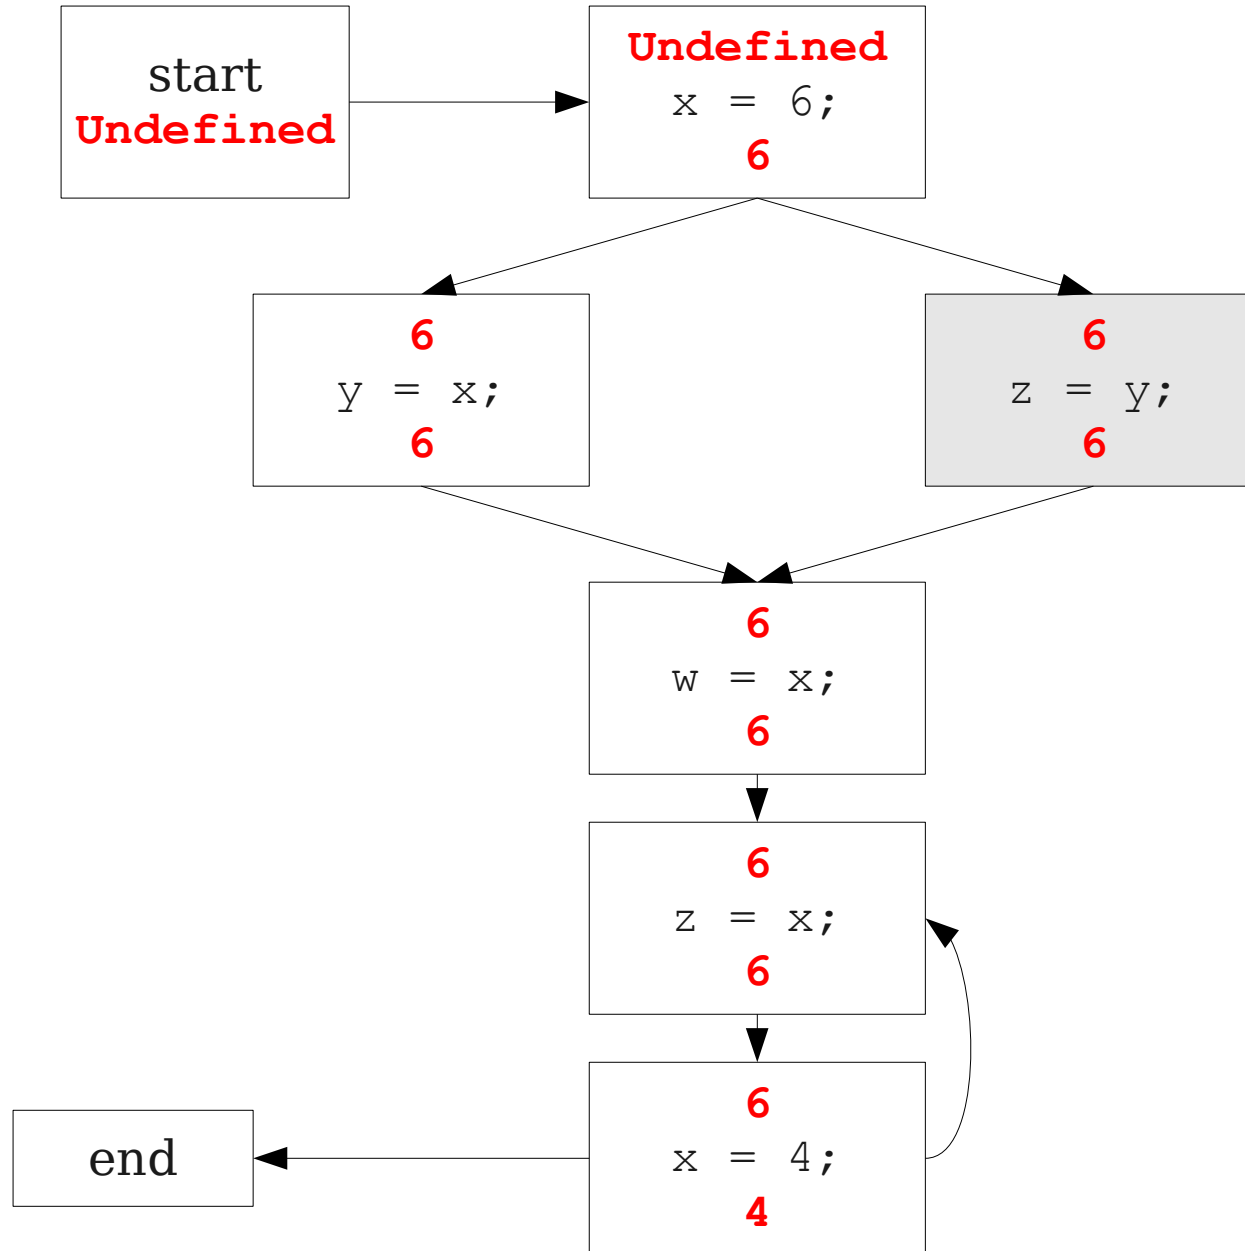 start
Undefined
Undefined
x = 6;
6
6
y = x;
6
6
z = y;
6
6
w = x;
6
6
z = x;
6
6
x = 4;
4
end